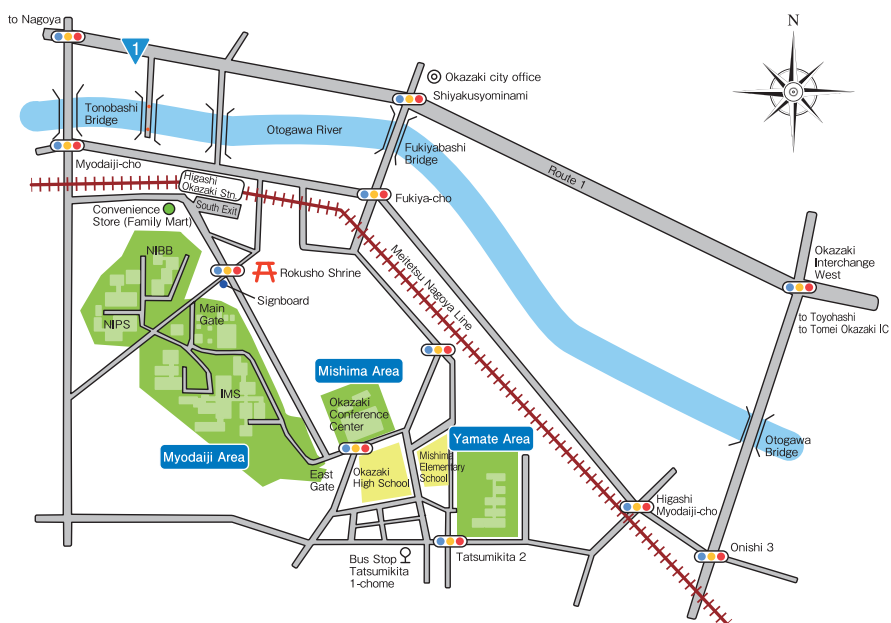 to Nagoya
1
N
Okazaki city office
Shiyakusyominami
Tonobashi
Bridge
Otogawa River
Fukiyabashi
Bridge
Myodaiji-cho
Higashi
Okazaki Stn.
South Exit
Fukiya-cho
Route 1
Convenience
Store (Family Mart)
NIBB
Rokusho Shrine
Signboard
Meitetsu Nagoya Line
Okazaki
Interchange
West
to Toyohashi
to Tomei Okazaki IC
Main
Gate
NIPS
IMS
Mishima Area
Okazaki
Conference
Center
Yamate Area
Myodaiji Area
East
Gate
Okazaki
High School
Mishima
Elementary
School
Otogawa
Bridge
Higashi
Myodaiji-cho
Onishi 3
Bus Stop
Tatsumikita
1-chome
Tatsumikita 2